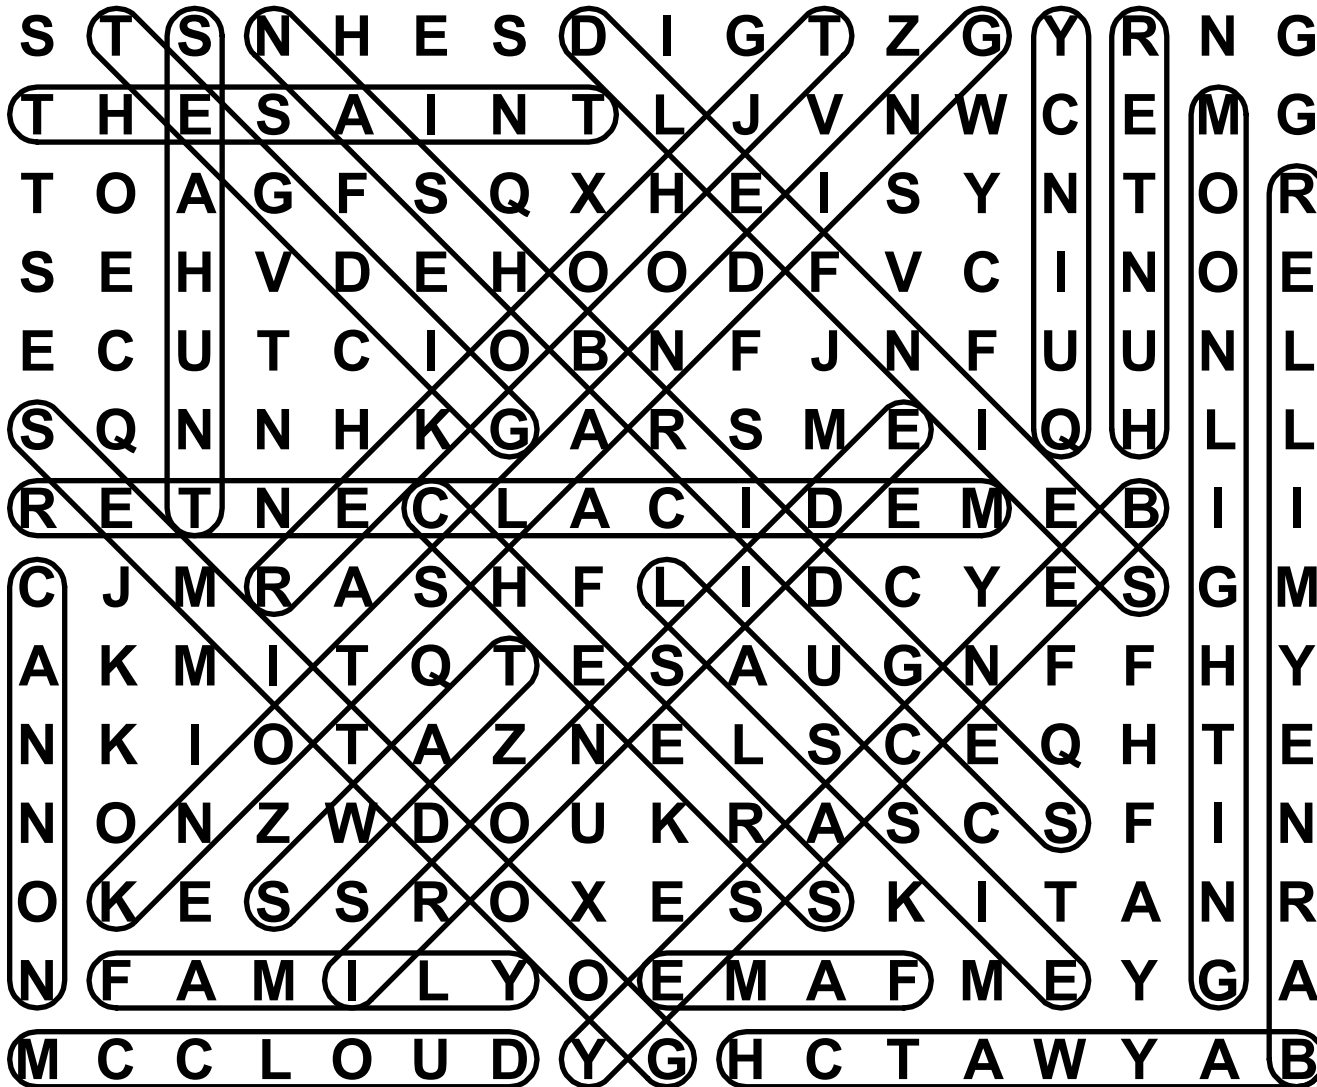 S T S N H E S D I G T Z G Y R N G
T H E S A I N T L J V N W C E M G
T O A G F S Q X H E I S Y N T O R
S E H V D E H O O D F V C I N O E
E C U T C I O B N F J N F U U N L
S Q N N H K G A R S M E I Q H L L
R E T N E C L A C I D E M E B I I
C J M R A S H F L I D C Y E S G M
A K M I T Q T E S A U G N F F H Y
N K I O T A Z N E L S C E Q H T E
N O N Z W D O U K R A S C S F I N
O K E S S R O X E S S K I T A N R
N F A M I L Y O E M A F M E Y G A
M C C L O U D Y G H C T A W Y A B